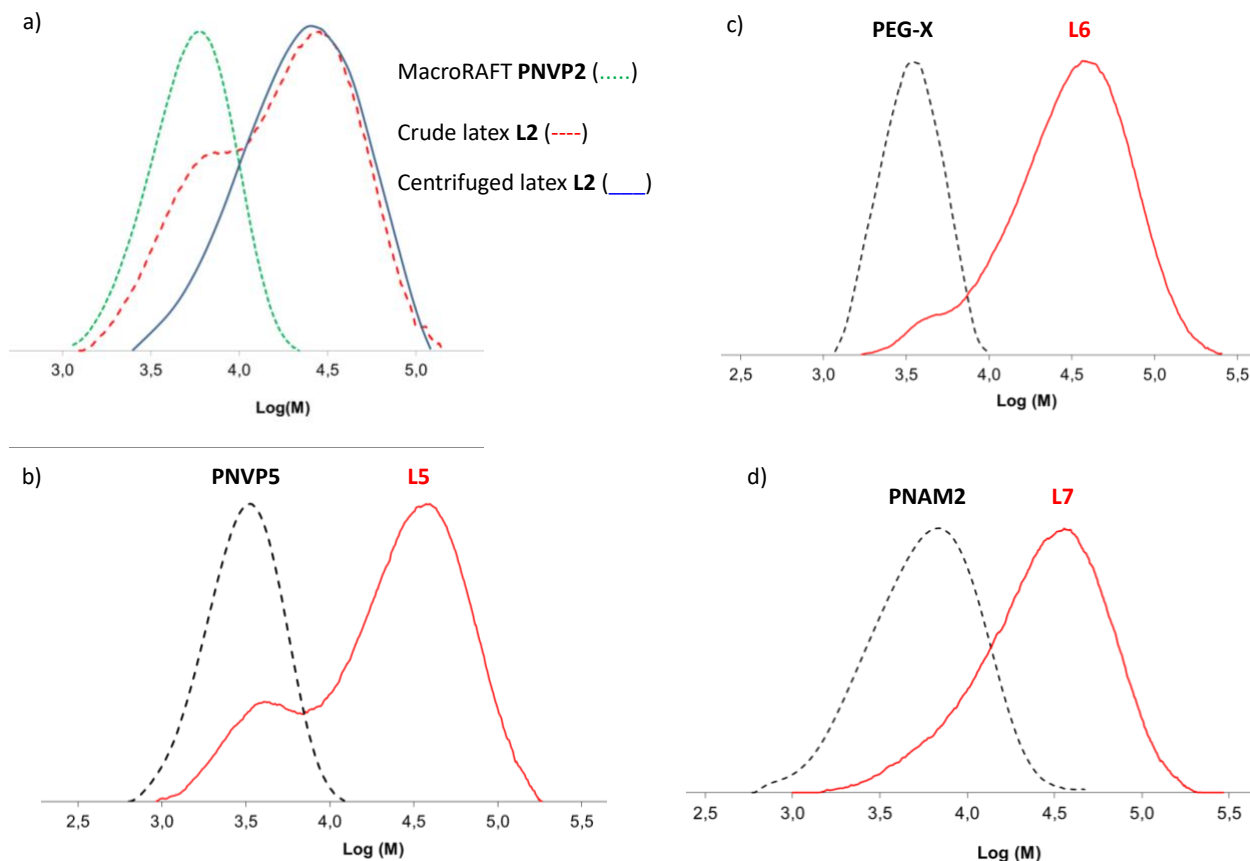 a)
MacroRAFT PNVP2 (.....)
Crude latex L2 (----)
Centrifuged latex L2 (___)
3,0 3,5 4,0 4,5 5,0
Log(M)
c)
PEG-X L6
2,5 3,0 3,5 4,0 4,5 5,0 5,5
Log (M)
b)
PNVP5 L5
2,5 3,0 3,5 4,0 4,5 5,0 5,5
Log (M)
d)
PNAM2 L7
2,5 3,0 3,5 4,0 4,5 5,0 5,5
Log (M)